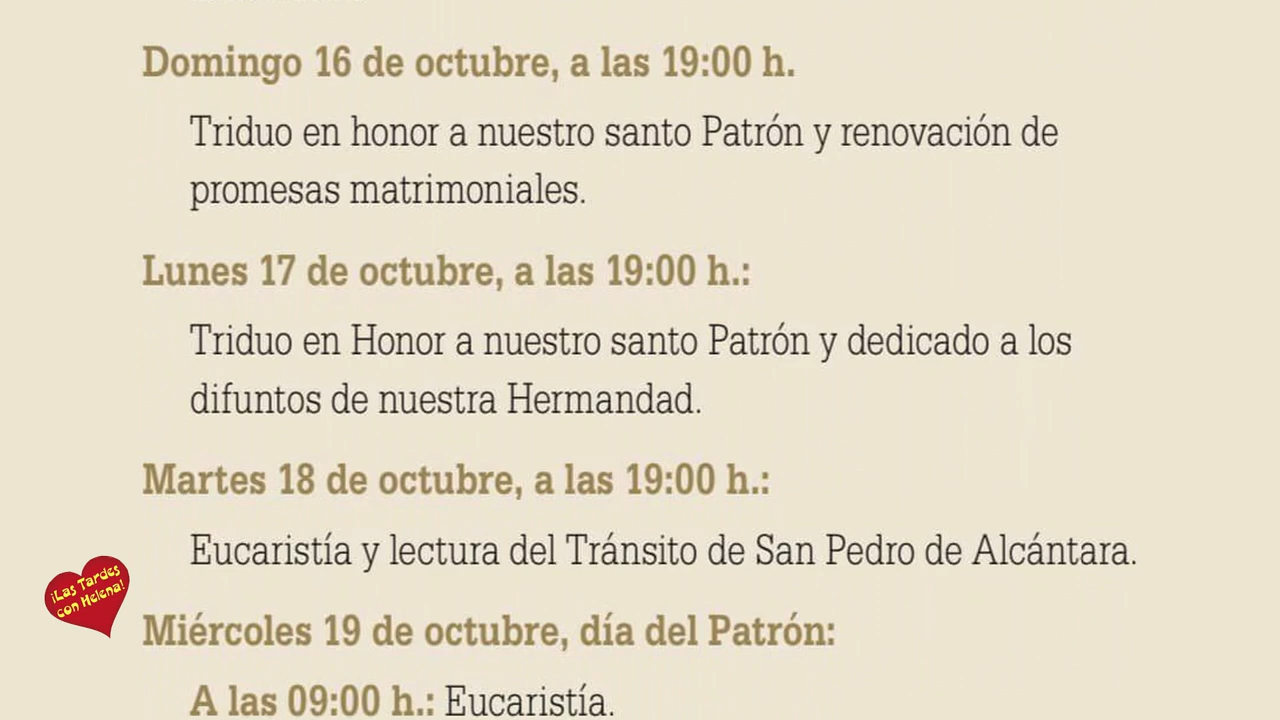 Domingo 16 de octubre, a las 19:00 h.
Triduo en honor a nuestro santo Patrón y renovación de
promesas matrimoniales.
Lunes 17 de octubre, a las 19:00 h.:
Triduo en Honor a nuestro santo Patrón y dedicado a los
difuntos de nuestra Hermandad.
Martes 18 de octubre, a las 19:00 h.:
Eucaristía y lectura del Tránsito de San Pedro de Alcántara.
¡Las Tardes
con Helena!
Miércoles 19 de octubre, día del Patrón:
A las 09:00 h.: Eucaristía.